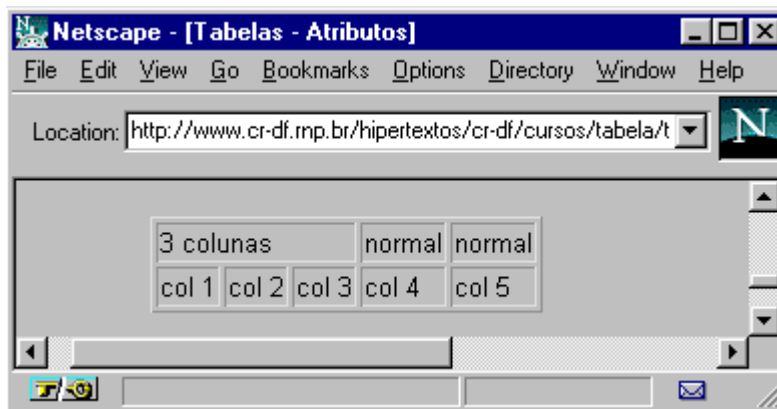 Netscape - [Tabelas - Atributos]
File Edit View Go Bookmarks Options Directory Window Help
Location: http://www.cr-df.rnp.br/hipertextos/cr-df/cursos/tabela/t
N
3 colunas normal normal
col 1 col 2 col 3 col 4 col 5